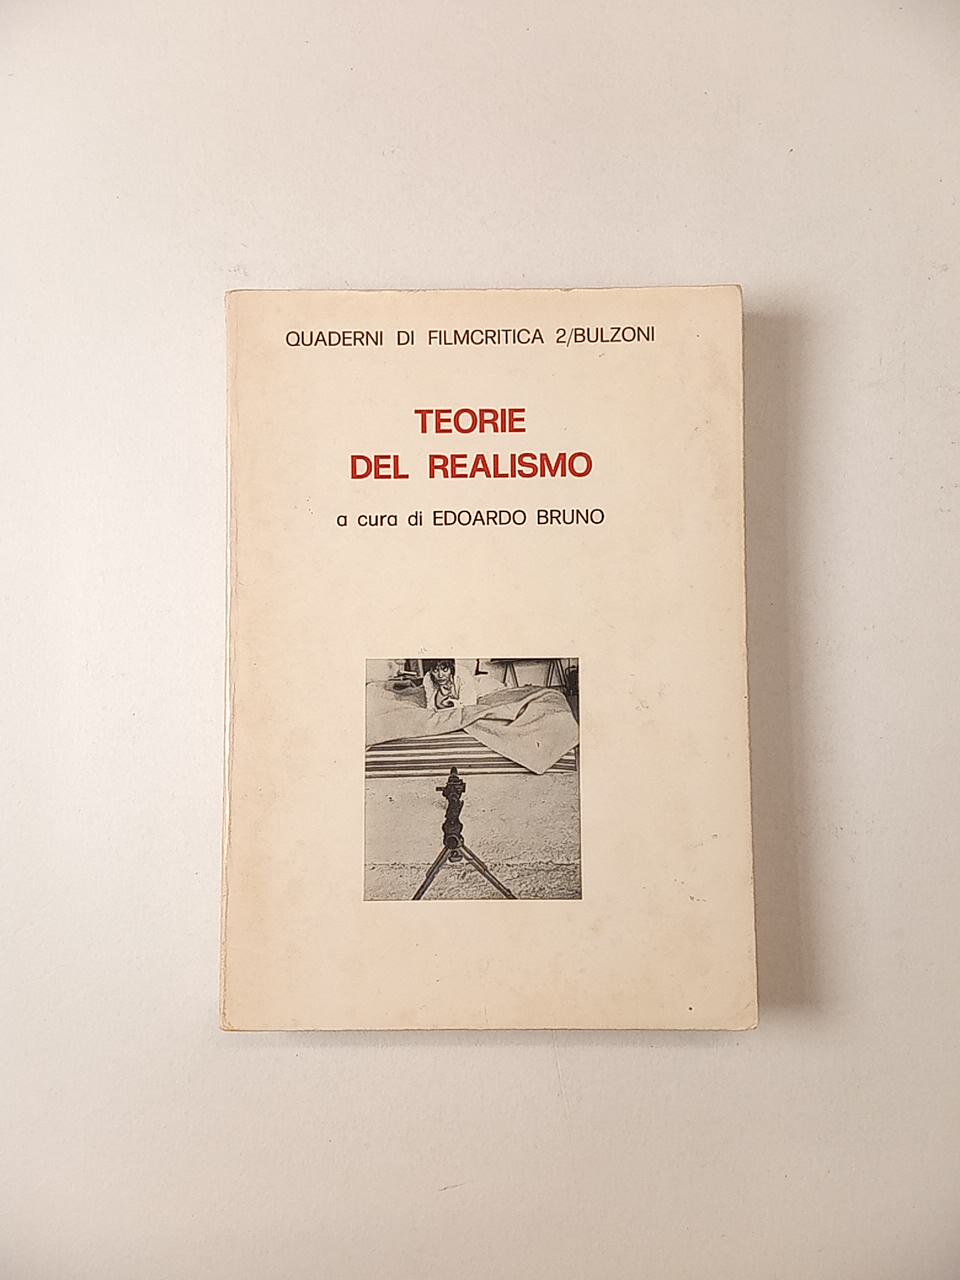 QUADERNI DI FILMCRITICA 2/BULZONI
TEORIE
DEL REALISMO
a cura di EDOARDO BRUNO